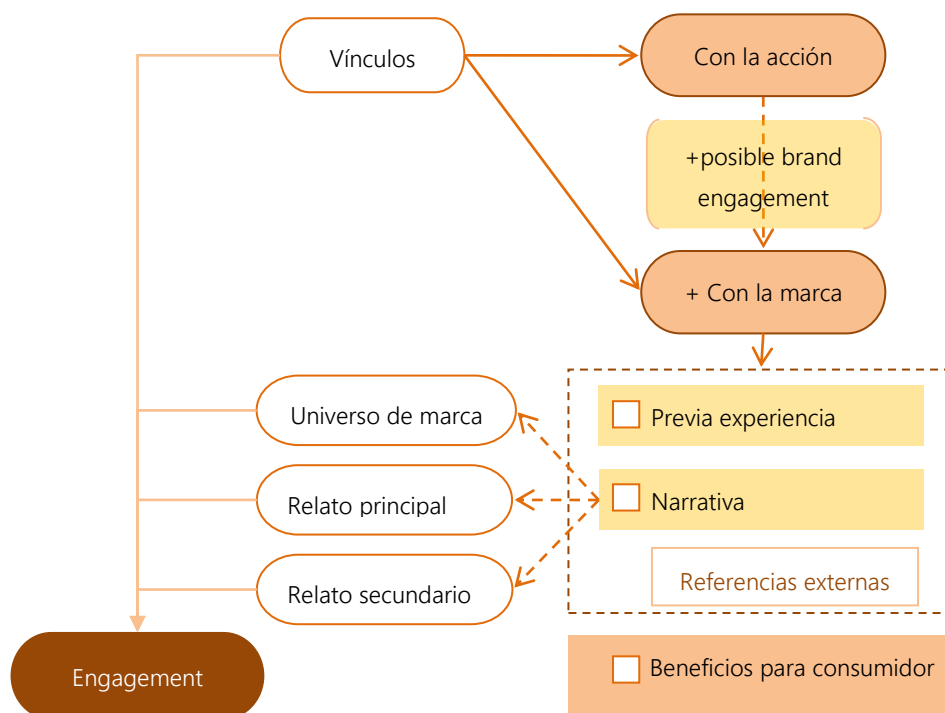 Vínculos
Con la acción
+posible brand
engagement
+ Con la marca
Universo de marca
Previa experiencia
Relato principal
Narrativa
Referencias externas
Relato secundario
Engagement
Beneficios para consumidor